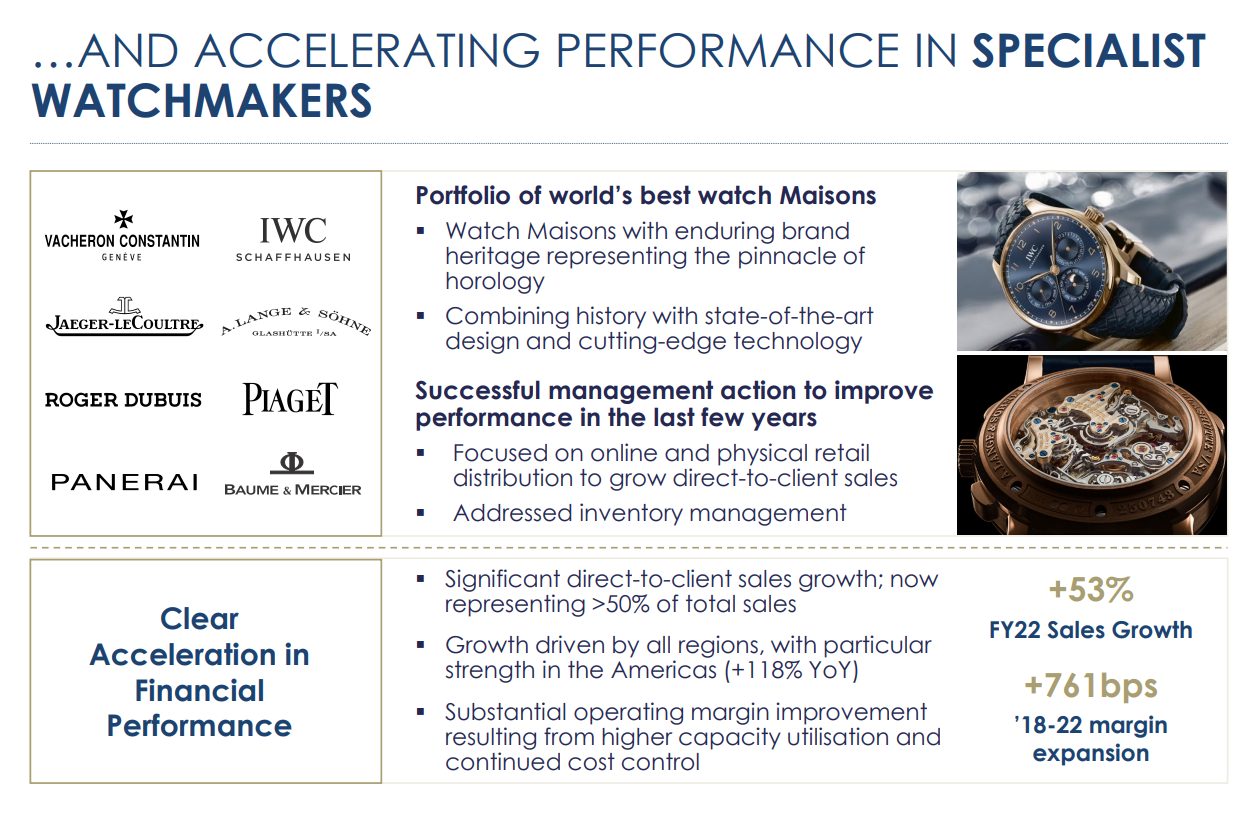 …AND ACCELERATING PERFORMANCE IN SPECIALIST
WATCHMAKERS
VACHERON CONSTANTIN
GENÈVE
IWC
SCHAFFHAUSEN
JAEGER-LECOULTRE
A. LANGE & SÖHNE
GLASHÜTTE I/SA
ROGER DUBUIS
PIAGET
PANERAI
BAUME & MERCIER
Portfolio of world’s best watch Maisons
▪ Watch Maisons with enduring brand
heritage representing the pinnacle of
horology
▪ Combining history with state-of-the-art
design and cutting-edge technology
Successful management action to improve
performance in the last few years
▪ Focused on online and physical retail
distribution to grow direct-to-client sales
▪ Addressed inventory management
IWC
Clear
Acceleration in
Financial
Performance
▪ Significant direct-to-client sales growth; now
representing >50% of total sales
▪ Growth driven by all regions, with particular
strength in the Americas (+118% YoY)
▪ Substantial operating margin improvement
resulting from higher capacity utilisation and
continued cost control
+53%
FY22 Sales Growth
+761bps
’18-22 margin
expansion